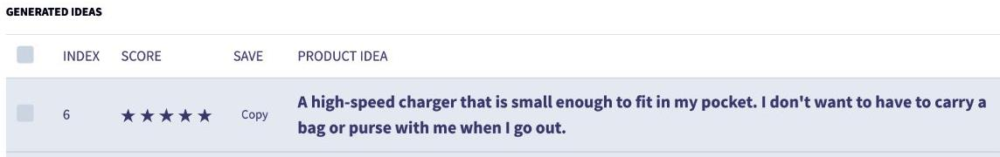 GENERATED IDEAS
INDEX SCORE SAVE PRODUCT IDEA
6 ★ ★ ★ ★ ★ Copy A high-speed charger that is small enough to fit in my pocket. I don't want to have to carry a
bag or purse with me when I go out.